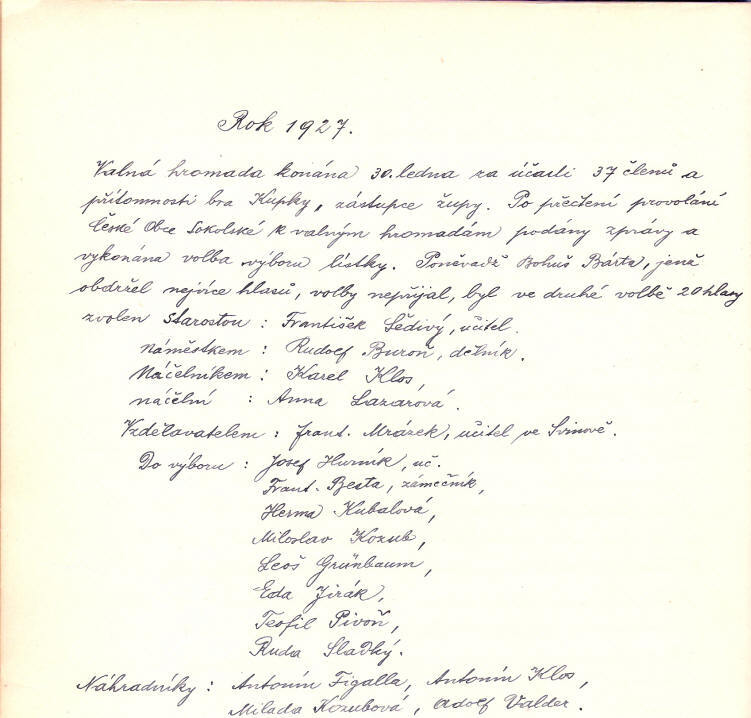 Rok 1927.
Valná hromada konána 30. ledna za účasti 37 členů a
přítomnosti bra Kupky, zástupce župy. Po přečtení provolání
České Obce Sokolské k valným hromadám podány zprávy a
vykonána volba výboru lístky. Poněvadž Bohuš Bárta, jenž
obdržel nejvíce hlasů, volby nepřijal, byl ve druhé volbě 20 hlasy
zvolen starostou : František Šědivý, učitel.
náměstkem : Rudolf Buroň, dělník.
Náčelníkem : Karel Klos,
náčelní : Anna Lazarová.
Vzdělavatelem : frant. Mrázek, učitel ve Svinově.
Do výboru : Josef Hurník, uč.
Frant. Besta, zámečník,
Herma Kubalová,
Miloslav Kozub,
Leoš Grünbaum,
Eda Jirák,
Teofil Pivoň,
Ruda Sladký.
Náhradníky : Antonín Figalla, Antonín Klos,
Milada Kozubová, Adolf Valder.